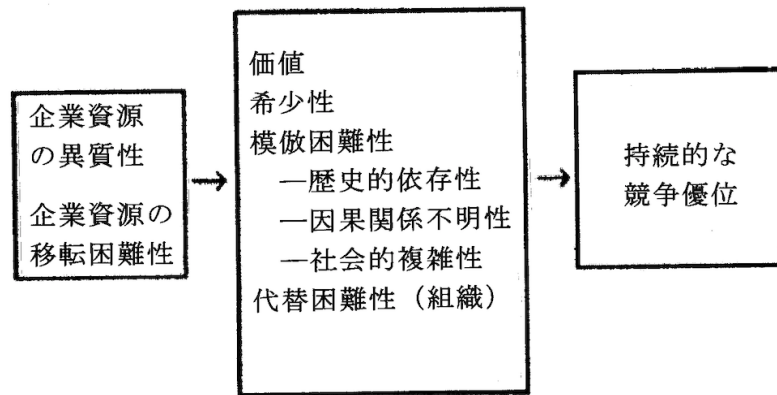 企業資源
の異質性
企業資源の
移転困難性
→
価値
希少性
模倣困難性
―歴史的依存性
―因果関係不明性
―社会的複雑性
代替困難性（組織）
→
持続的な
競争優位